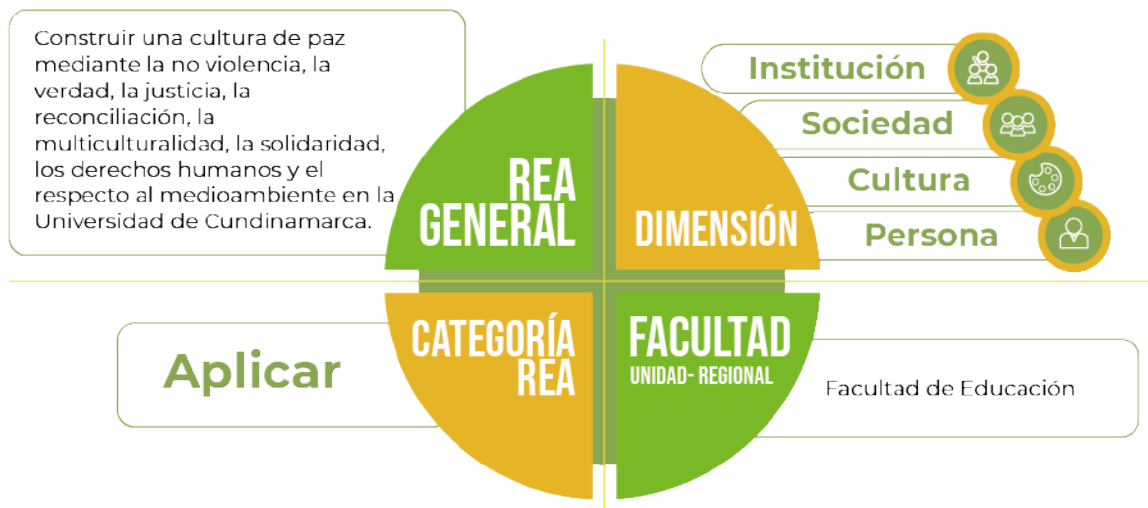 Construir una cultura de paz
mediante la no violencia, la
verdad, la justicia, la
reconciliación, la
multiculturalidad, la solidaridad,
los derechos humanos y el
respecto al medioambiente en la
Universidad de Cundinamarca.
REA
GENERAL
DIMENSIÓN
Institución
Sociedad
Cultura
Persona
Aplicar
CATEGORÍA
REA
FACULTAD
UNIDAD- REGIONAL
Facultad de Educación